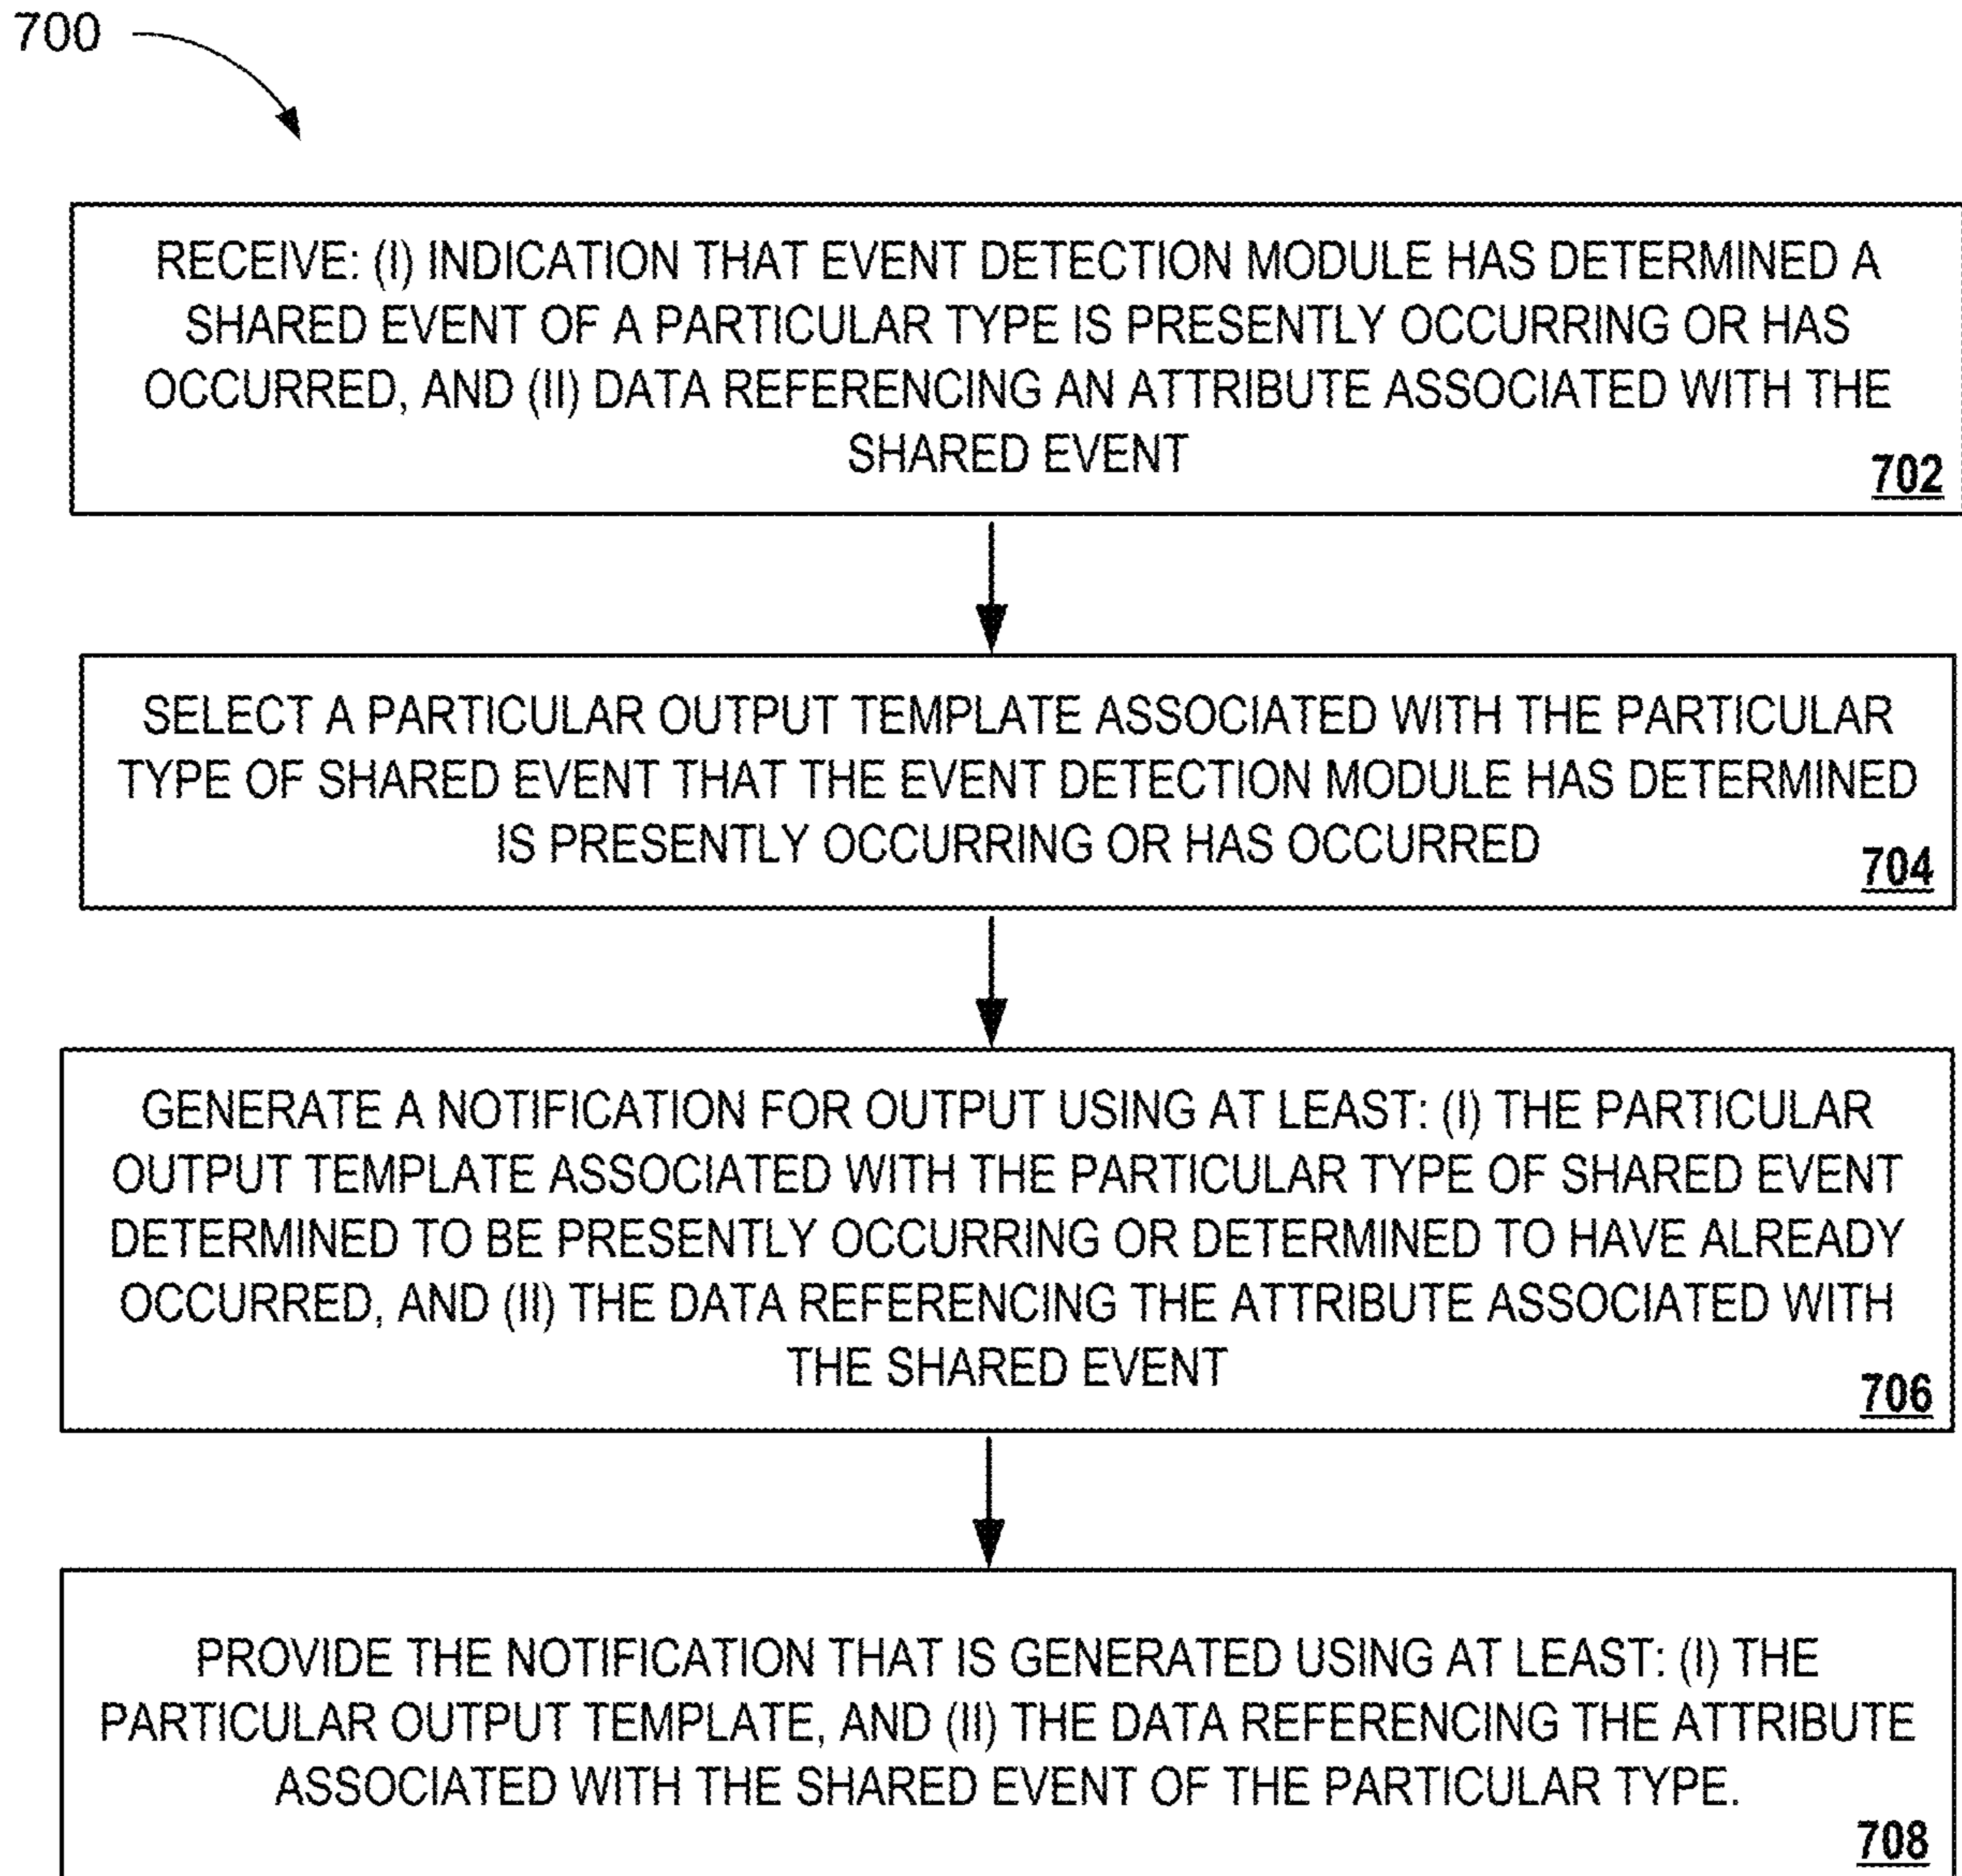 700
RECEIVE: (I) INDICATION THAT EVENT DETECTION MODULE HAS DETERMINED A
SHARED EVENT OF A PARTICULAR TYPE IS PRESENTLY OCCURRING OR HAS
OCCURRED, AND (II) DATA REFERENCING AN ATTRIBUTE ASSOCIATED WITH THE
SHARED EVENT
702
SELECT A PARTICULAR OUTPUT TEMPLATE ASSOCIATED WITH THE PARTICULAR
TYPE OF SHARED EVENT THAT THE EVENT DETECTION MODULE HAS DETERMINED
IS PRESENTLY OCCURRING OR HAS OCCURRED
704
GENERATE A NOTIFICATION FOR OUTPUT USING AT LEAST: (I) THE PARTICULAR
OUTPUT TEMPLATE ASSOCIATED WITH THE PARTICULAR TYPE OF SHARED EVENT
DETERMINED TO BE PRESENTLY OCCURRING OR DETERMINED TO HAVE ALREADY
OCCURRED, AND (II) THE DATA REFERENCING THE ATTRIBUTE ASSOCIATED WITH
THE SHARED EVENT
706
PROVIDE THE NOTIFICATION THAT IS GENERATED USING AT LEAST: (I) THE
PARTICULAR OUTPUT TEMPLATE, AND (II) THE DATA REFERENCING THE ATTRIBUTE
ASSOCIATED WITH THE SHARED EVENT OF THE PARTICULAR TYPE.
708